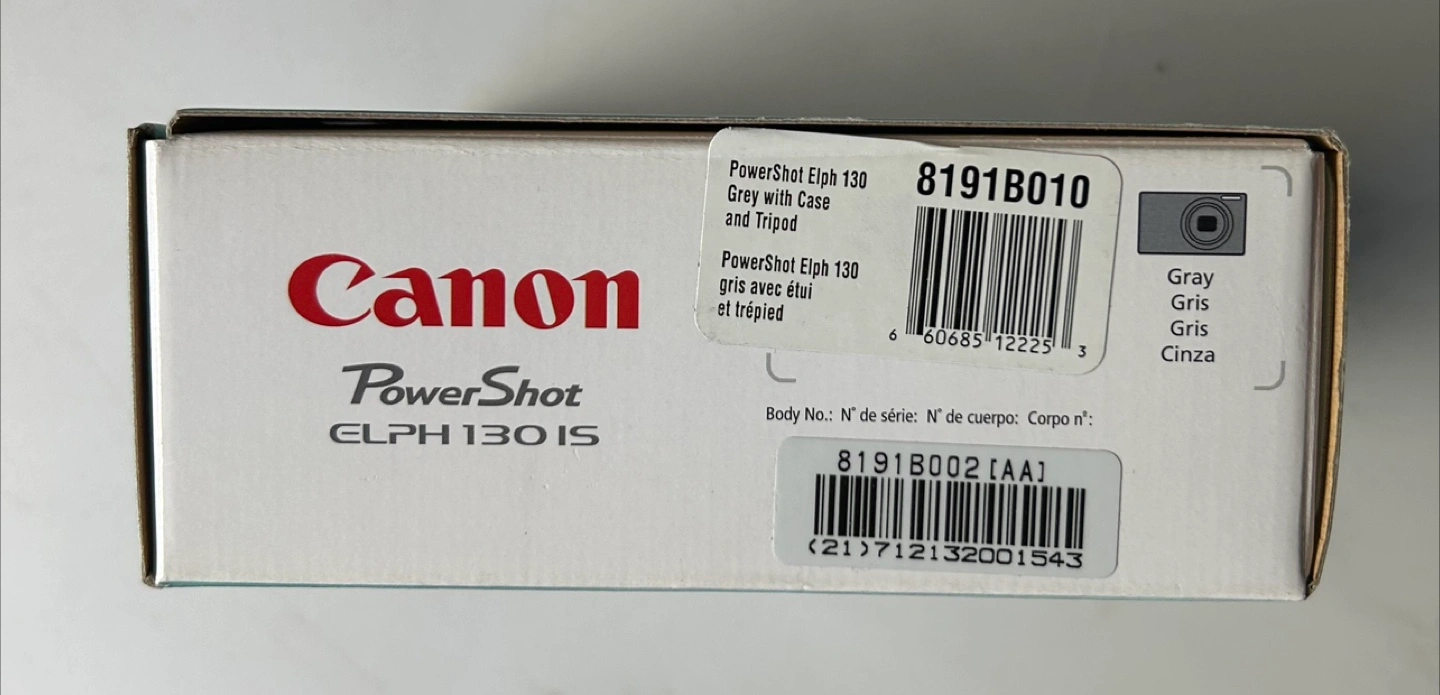 Canon
PowerShot
ELPH 130 IS
PowerShot Elph 130
Grey with Case
and Tripod
PowerShot Elph 130
gris avec étui
et trépied
8191B010
6 60685 12225 3
Gray
Gris
Gris
Cinza
Body No.: N° de série: N° de cuerpo: Corpo nº:
8191B002[AA]
(21)712132001543